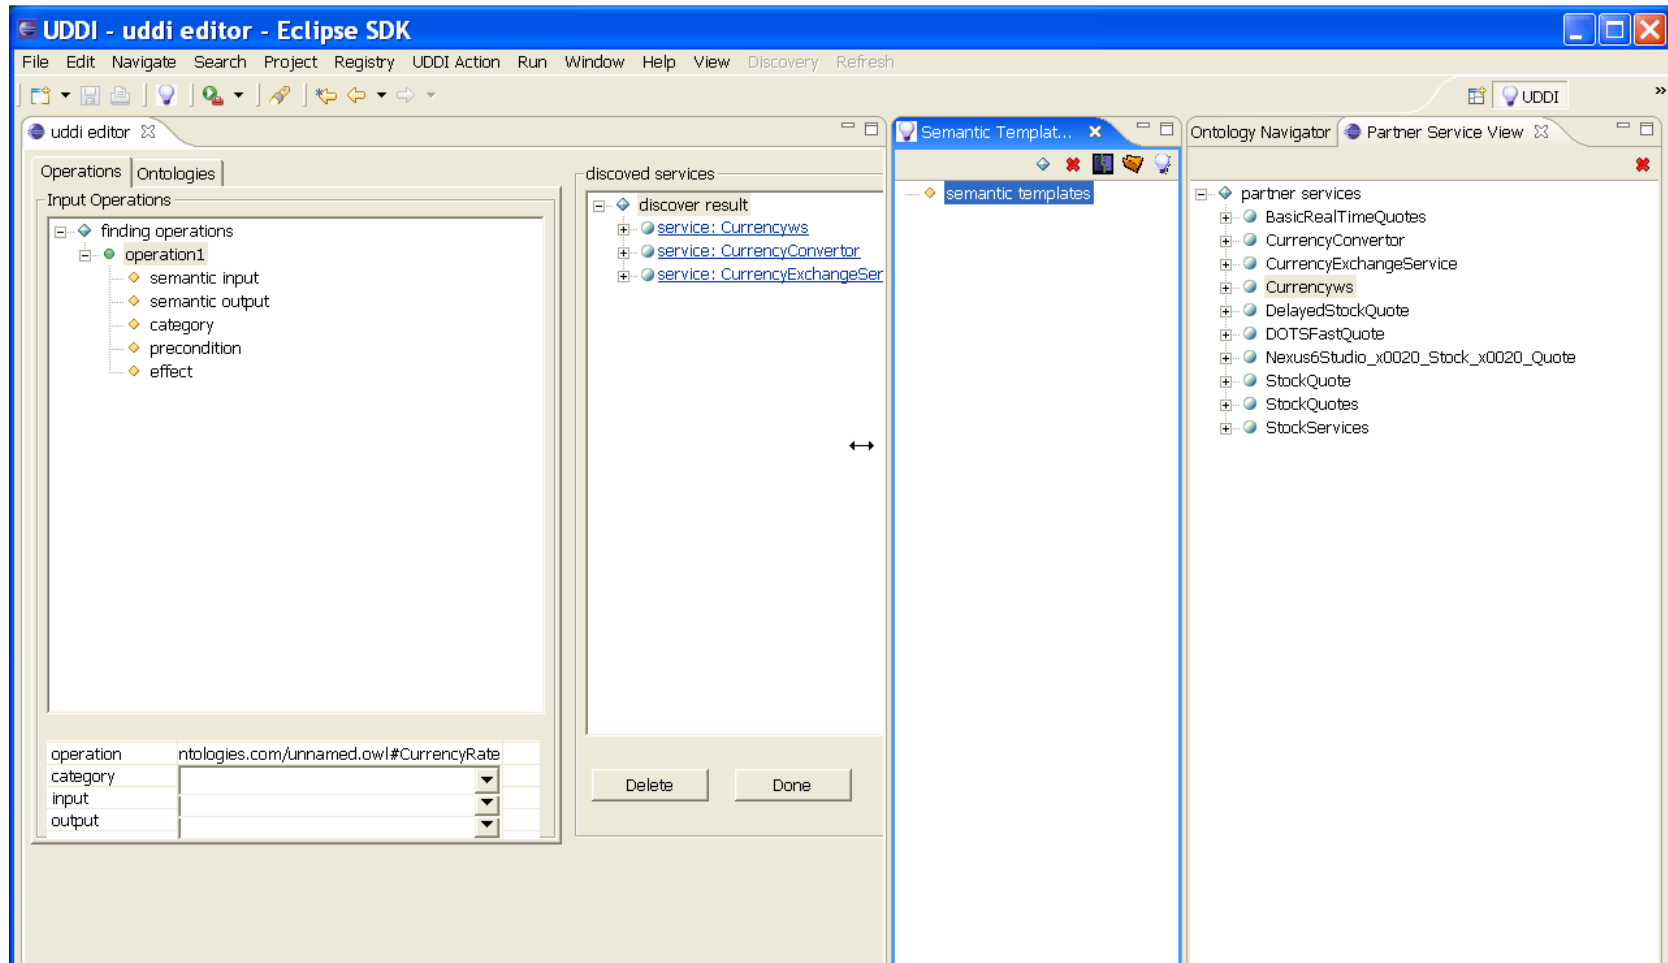 UDDI - uddi editor - Eclipse SDK
File Edit Navigate Search Project Registry UDDI Action Run Window Help View Discovery Refresh
UDDI
»
uddi editor
Operations Ontologies
Input Operations
finding operations
operation1
semantic input
semantic output
category
precondition
effect
operation ntologies.com/unnamed.owl#CurrencyRate
category
input
output
discoved services
discover result
service: Currencyws
service: CurrencyConvertor
service: CurrencyExchangeSer
Delete Done
Semantic Templat...
semantic templates
Ontology Navigator Partner Service View
partner services
BasicRealTimeQuotes
CurrencyConvertor
CurrencyExchangeService
Currencyws
DelayedStockQuote
DOTSFastQuote
Nexus6Studio_x0020_Stock_x0020_Quote
StockQuote
StockQuotes
StockServices